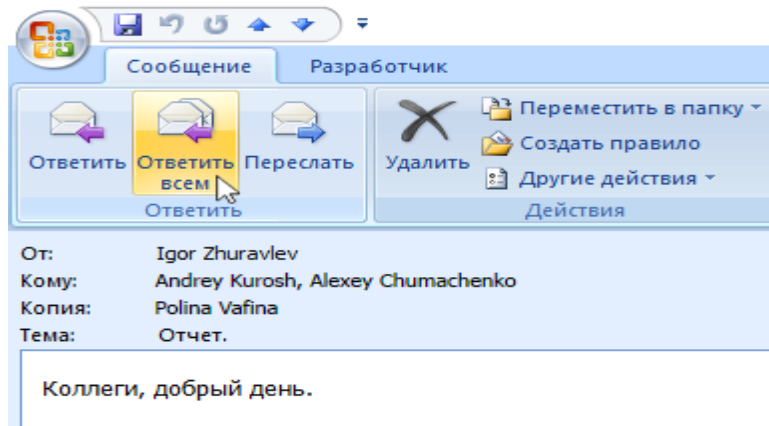 Сообщение Разработчик
Ответить Ответить всем Переслать Удалить
Переместить в папку
Создать правило
Другие действия
Ответить Действия
От: Igor Zhuravlev
Кому: Andrey Kurosh, Alexey Chumachenko
Копия: Polina Vafina
Тема: Отчет.
Коллеги, добрый день.